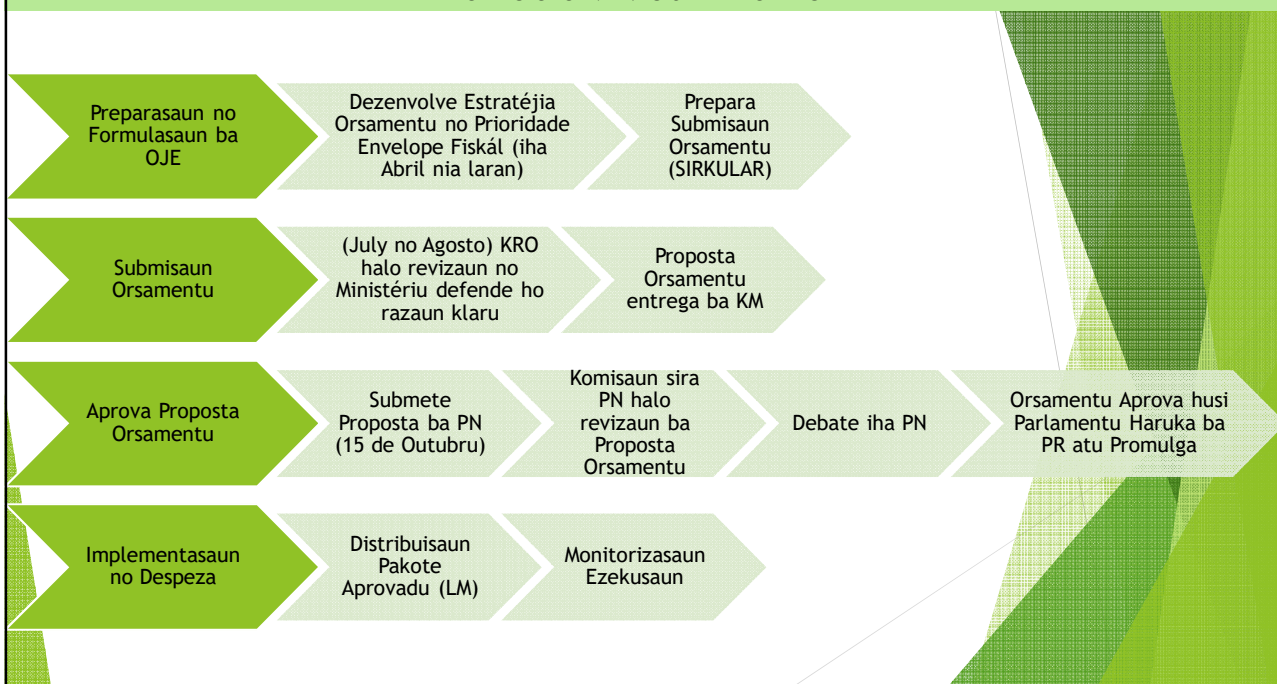 Preparasaun no
Formulasaun ba
OJE
Dezenvolve Estratéjia
Orsamentu no Prioridade
Envelope Fiskál (iha
Abril nia laran)
Prepara
Submisaun
Orsamentu
(SIRKULAR)
Submisaun
Orsamentu
(July no Agosto) KRO
halo revizaun no
Ministériu defende ho
razaun klaru
Proposta
Orsamentu
entrega ba KM
Aprova Proposta
Orsamentu
Submete
Proposta ba PN
(15 de Outubru)
Komisaun sira
PN halo
revizaun ba
Proposta
Orsamentu
Debate iha PN
Orsamentu Aprova husi
Parlamentu Haruka ba
PR atu Promulga
Implementasaun
no Despeza
Distribuisaun
Pakote
Aprovadu (LM)
Monitorizasaun
Ezekusaun